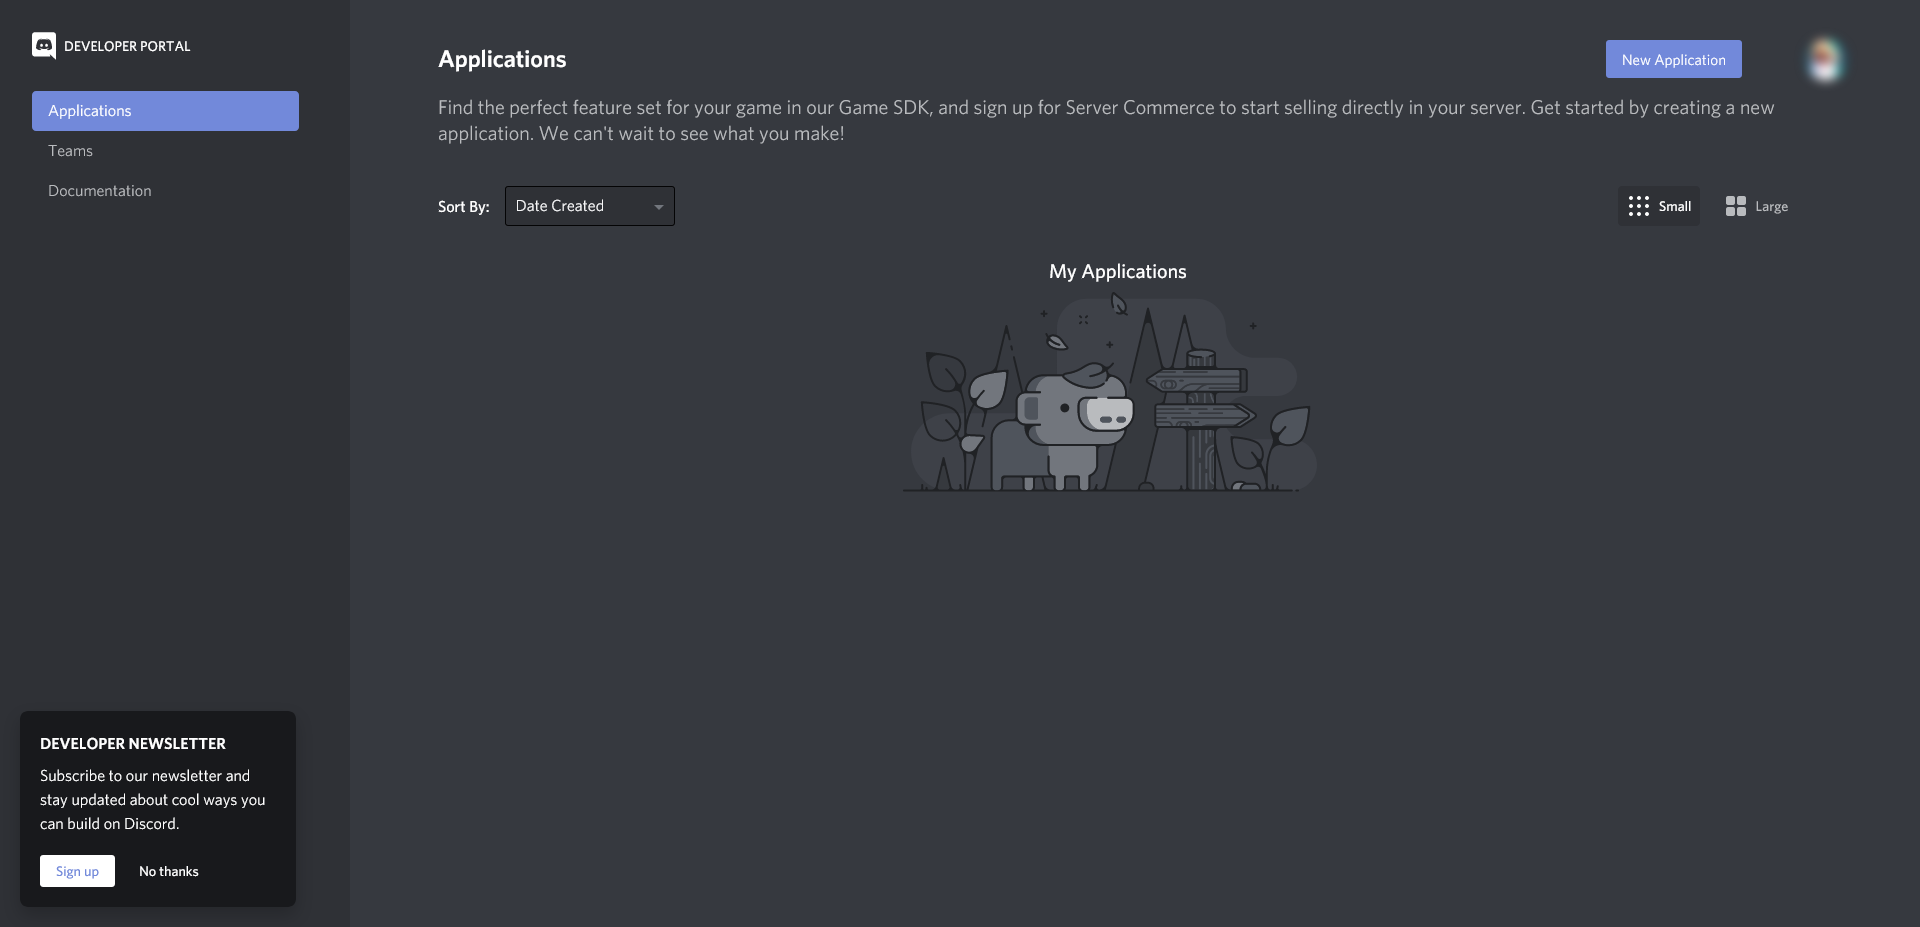 DEVELOPER PORTAL
Applications
Teams
Documentation
Applications
New Application
Find the perfect feature set for your game in our Game SDK, and sign up for Server Commerce to start selling directly in your server. Get started by creating a new
application. We can't wait to see what you make!
Sort By:
Date Created
Small
Large
My Applications
DEVELOPER NEWSLETTER
Subscribe to our newsletter and
stay updated about cool ways you
can build on Discord.
Sign up
No thanks